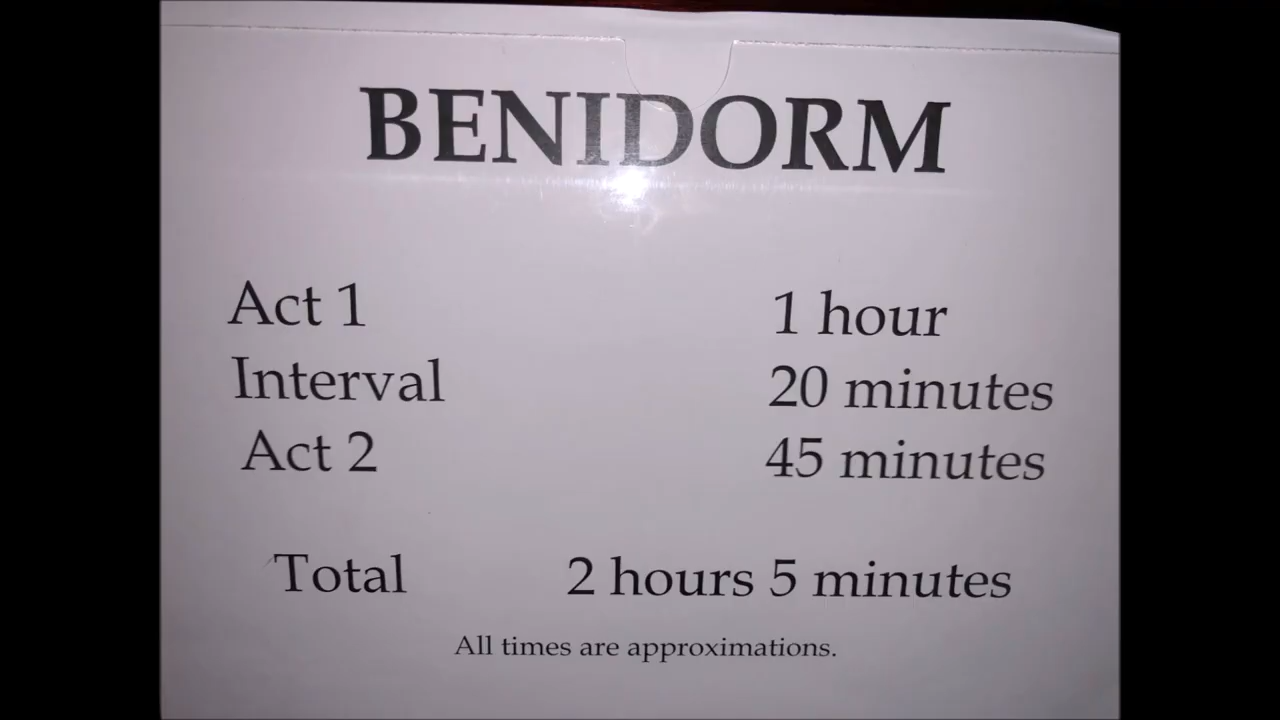 BENIDORM
Act 1 1 hour
Interval 20 minutes
Act 2 45 minutes
Total 2 hours 5 minutes
All times are approximations.